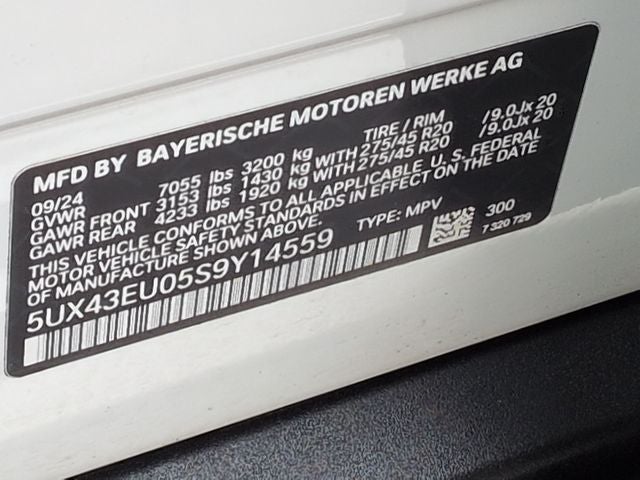 MFD BY BAYERISCHE MOTOREN WERKE AG
09/24 TIRE / RIM
GVWR 7055 lbs 3200 kg
GAWR FRONT 3153 lbs 1430 kg WITH 275/45 R20 /9.0Jx 20
GAWR REAR 4233 lbs 1920 kg WITH 275/45 R20 /9.0Jx 20
THIS VEHICLE CONFORMS TO ALL APPLICABLE U. S. FEDERAL
MOTOR VEHICLE SAFETY STANDARDS IN EFFECT ON THE DATE
OF MANUFACTURE SHOWN ABOVE.
5UX43EU05S9Y14559 TYPE: MPV 300
7 320 729